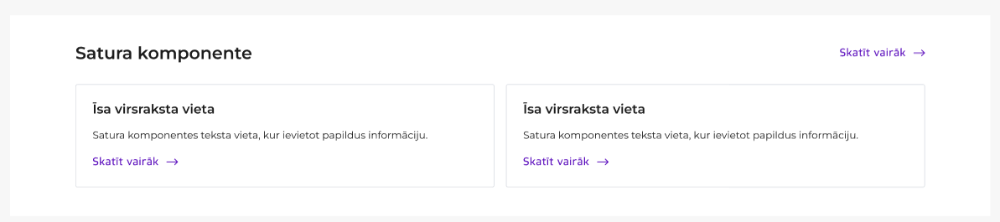 Satura komponente
Skatīt vairāk
Īsa virsraksta vieta
Satura komponentes teksta vieta, kur ievietot papildus informāciju.
Skatīt vairāk
Īsa virsraksta vieta
Satura komponentes teksta vieta, kur ievietot papildus informāciju.
Skatīt vairāk